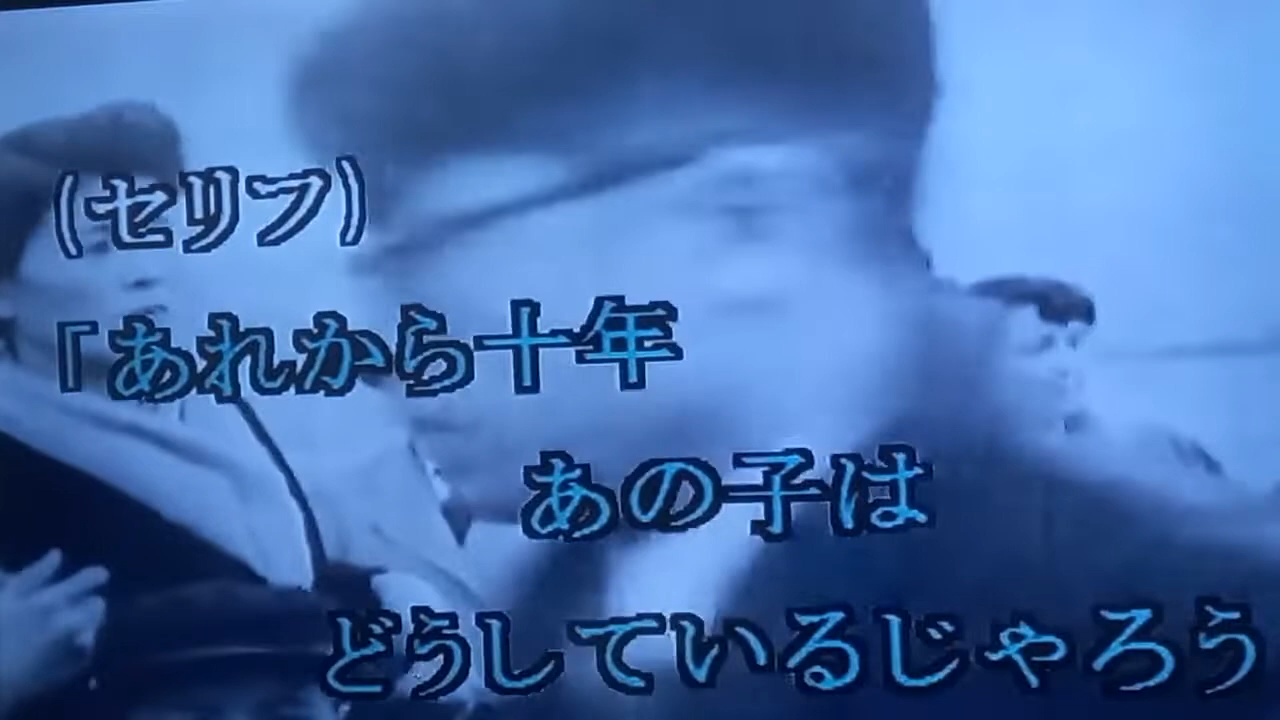 (セリフ)
「あれから十年
あの子は
どうしているじゃろう